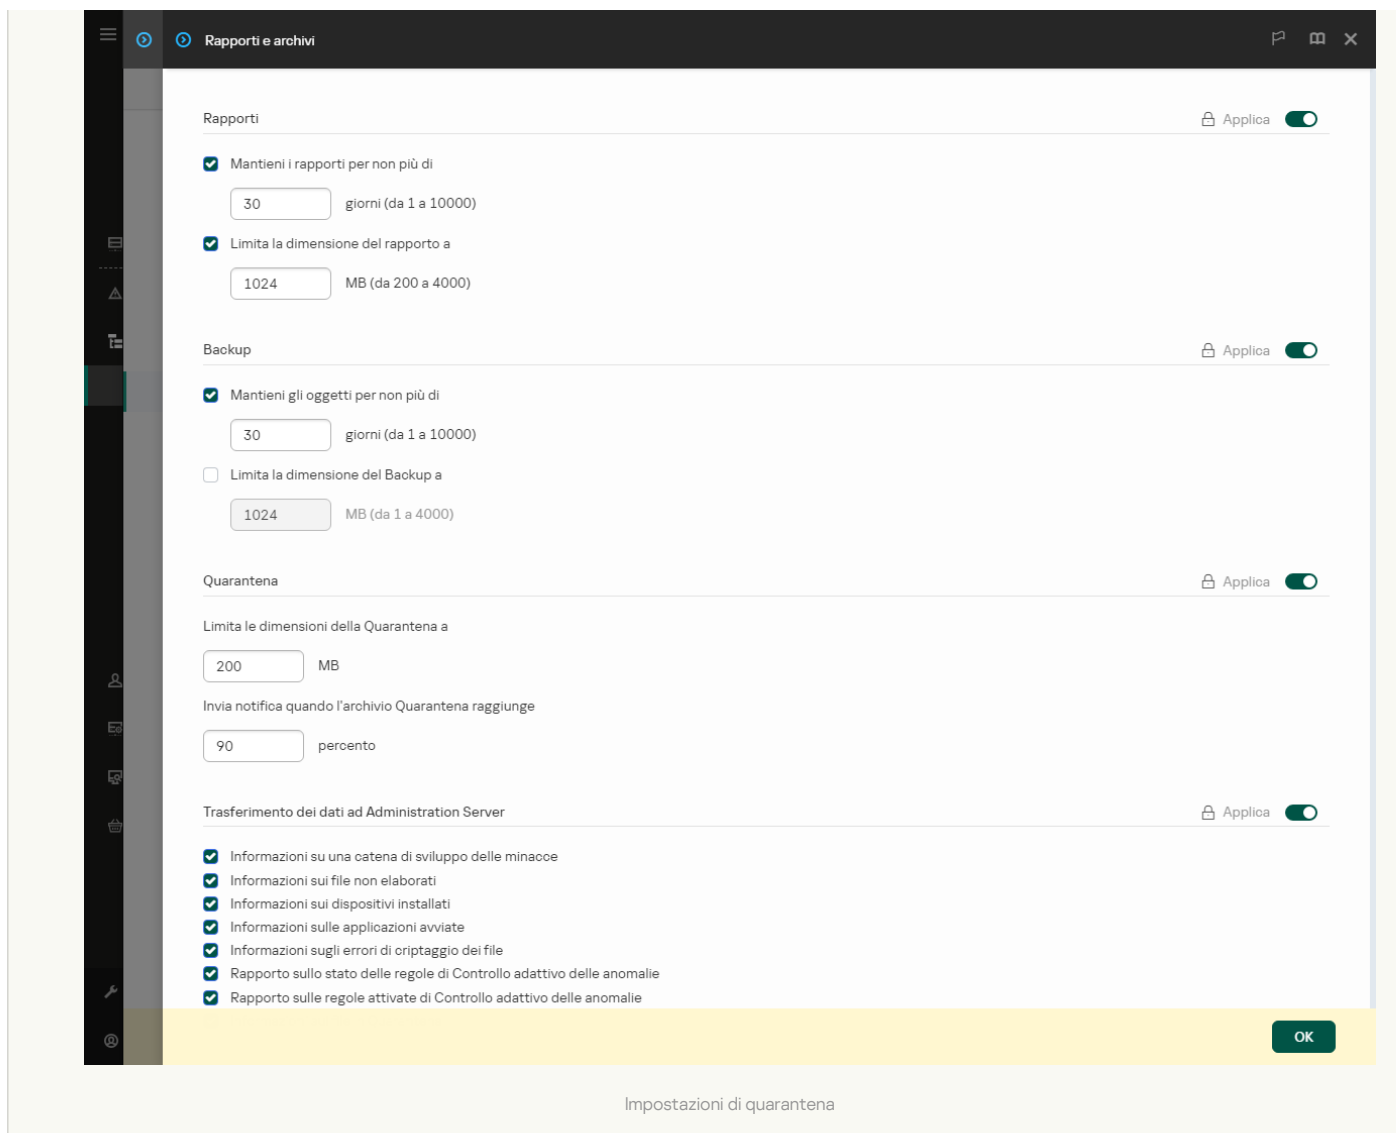 Rapporti e archivi
Rapporti
Applica
Mantieni i rapporti per non più di
30 giorni (da 1 a 10000)
Limita la dimensione del rapporto a
1024 MB (da 200 a 4000)
Backup
Applica
Mantieni gli oggetti per non più di
30 giorni (da 1 a 10000)
Limita la dimensione del Backup a
1024 MB (da 1 a 4000)
Quarantena
Applica
Limita le dimensioni della Quarantena a
200 MB
Invia notifica quando l'archivio Quarantena raggiunge
90 percento
Trasferimento dei dati ad Administration Server
Applica
Informazioni su una catena di sviluppo delle minacce
Informazioni sui file non elaborati
Informazioni sui dispositivi installati
Informazioni sulle applicazioni avviate
Informazioni sugli errori di criptaggio dei file
Rapporto sullo stato delle regole di Controllo adattivo delle anomalie
Rapporto sulle regole attivate di Controllo adattivo delle anomalie
OK
Impostazioni di quarantena